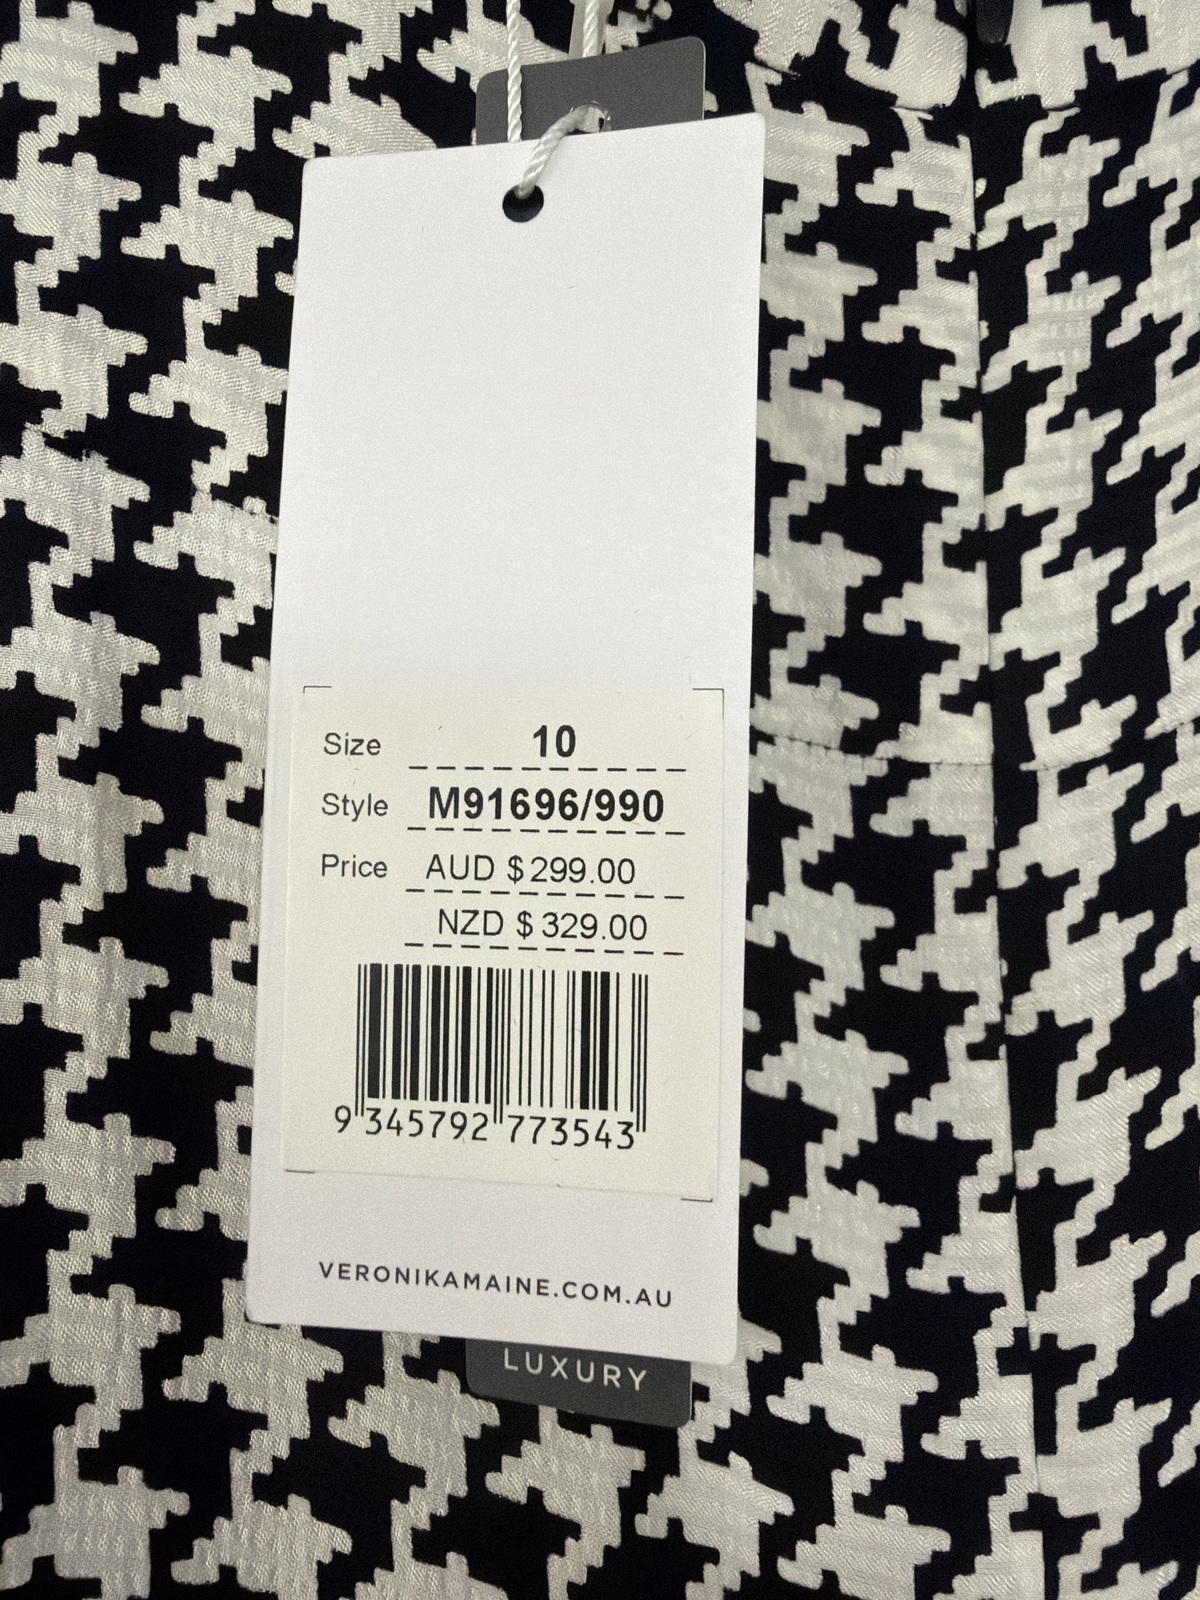 Size 10
Style M91696/990
Price AUD $299.00
NZD $329.00
9 345792 773543
VERONIKAMAINE.COM.AU
LUXURY